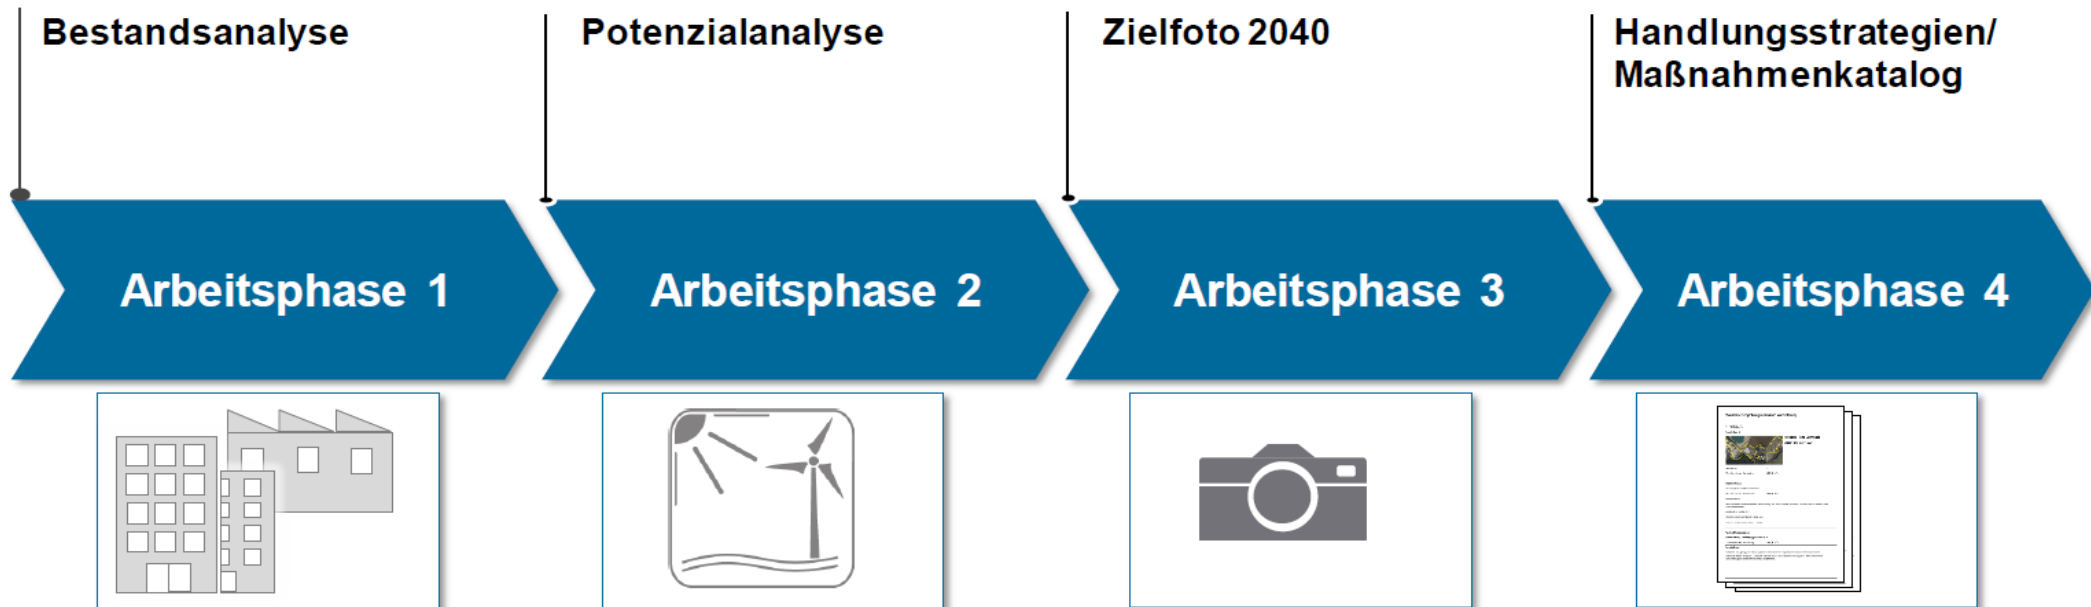 Bestandsanalyse
Potenzialanalyse
Zielfoto 2040
Handlungsstrategien/
Maßnahmenkatalog
Arbeitsphase 1
Arbeitsphase 2
Arbeitsphase 3
Arbeitsphase 4